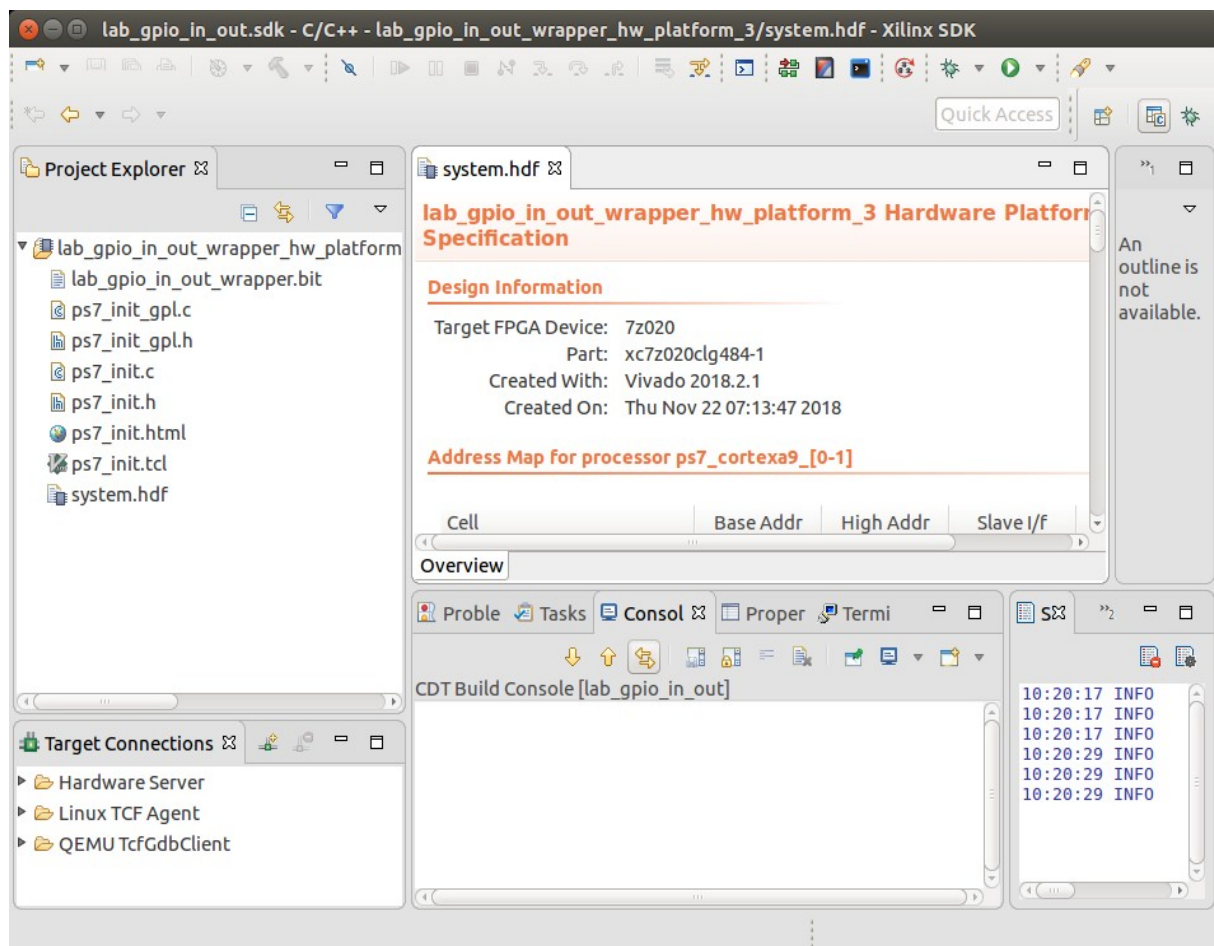 lab_gpio_in_out.sdk - C/C++ - lab_gpio_in_out_wrapper_hw_platform_3/system.hdf - Xilinx SDK
Quick Access
Project Explorer
lab_gpio_in_out_wrapper_hw_platform
lab_gpio_in_out_wrapper.bit
ps7_init_gpl.c
ps7_init_gpl.h
ps7_init.c
ps7_init.h
ps7_init.html
ps7_init.tcl
system.hdf
system.hdf
lab_gpio_in_out_wrapper_hw_platform_3 Hardware Platform
Specification
Design Information
Target FPGA Device: 7z020
Part: xc7z020clg484-1
Created With: Vivado 2018.2.1
Created On: Thu Nov 22 07:13:47 2018
Address Map for processor ps7_cortexa9_[0-1]
Cell Base Addr High Addr Slave I/f
Overview
»1
An
outline is
not
available.
Target Connections
Hardware Server
Linux TCF Agent
QEMU TcfGdbClient
Proble Tasks Consol Proper Termi
CDT Build Console [lab_gpio_in_out]
S »2
10:20:17 INFO
10:20:17 INFO
10:20:17 INFO
10:20:29 INFO
10:20:29 INFO
10:20:29 INFO